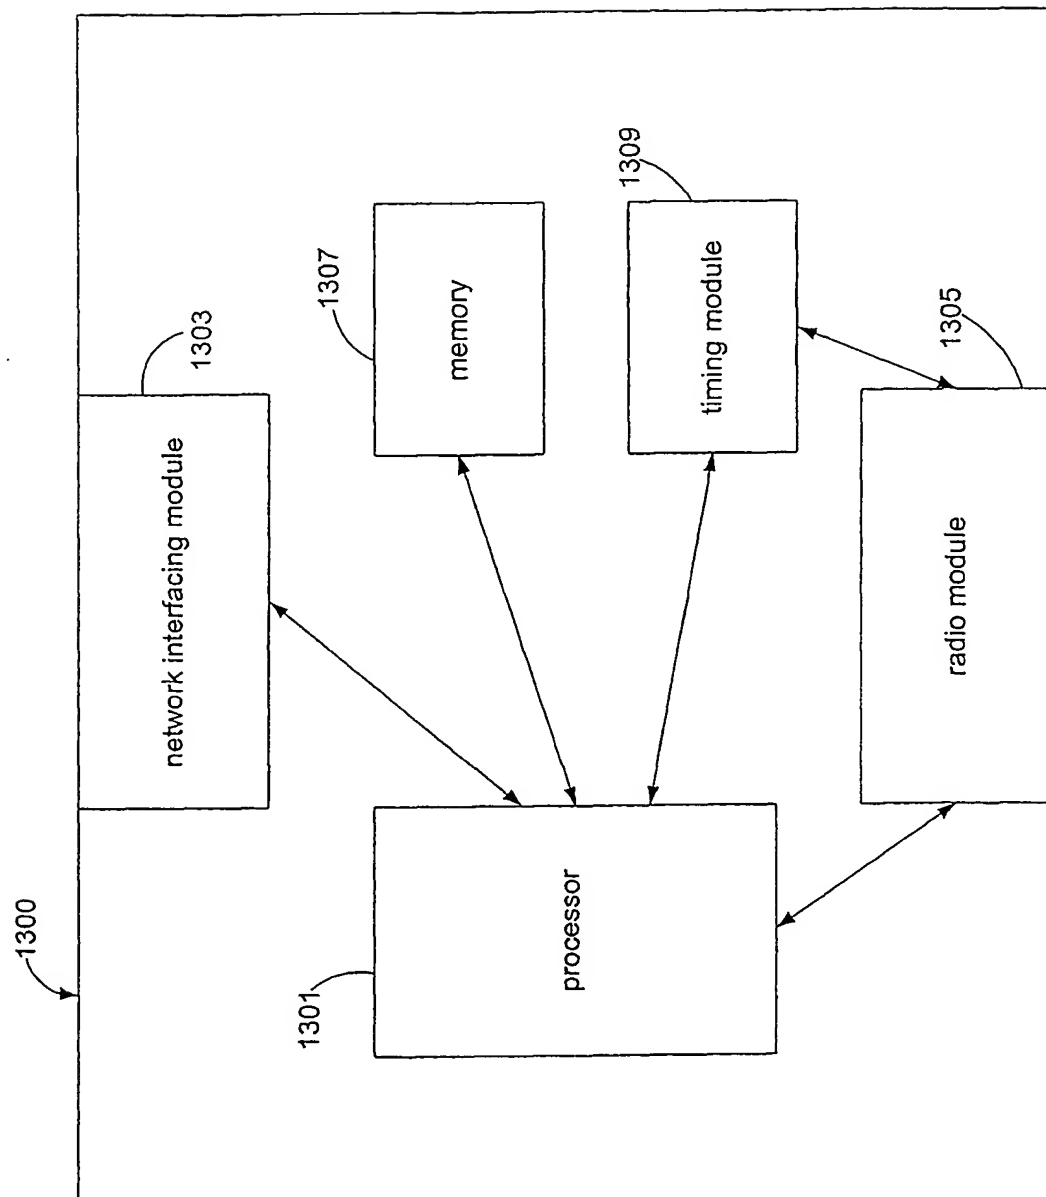 1300
1301
processor
1303
network interfacing module
1307
memory
1309
timing module
1305
radio module